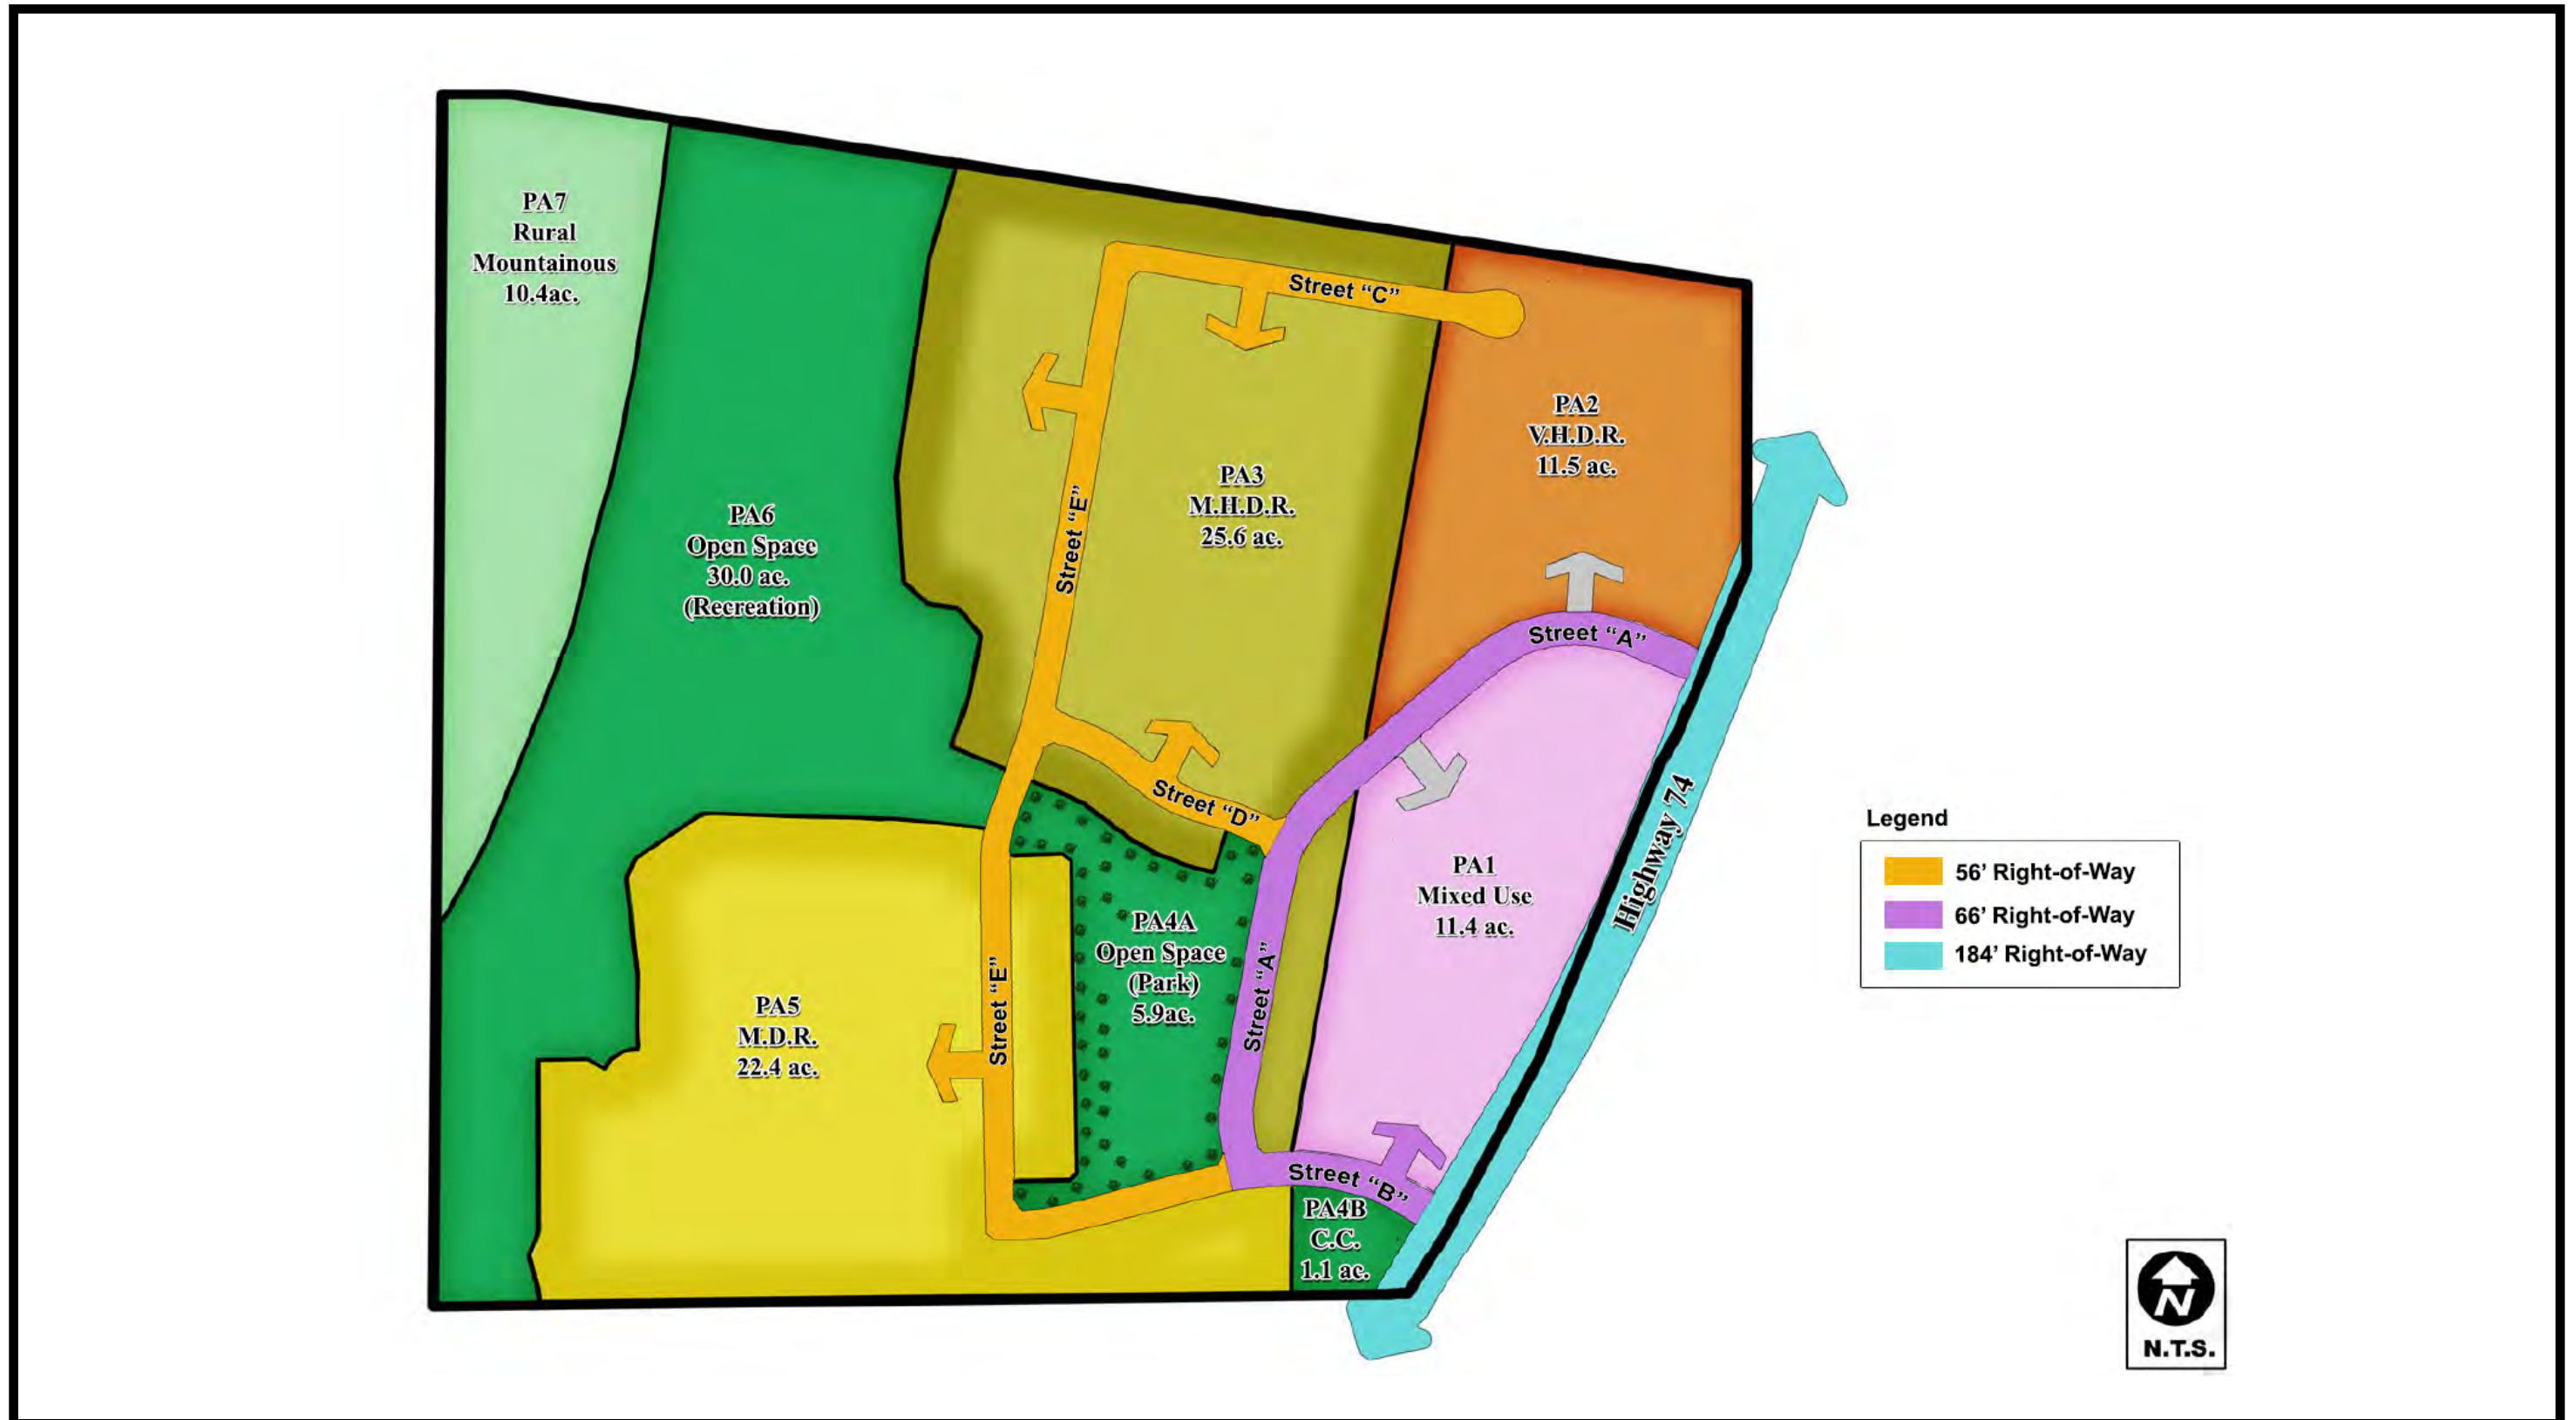 PA7
Rural
Mountainous
10.4ac.
Street “C”
PA2
V.H.D.R.
11.5 ac.
PA3
M.H.D.R.
25.6 ac.
PA6
Open Space
30.0 ac.
(Recreation)
Street “E”
Street “A”
Street “D”
Highway 74
PA1
Mixed Use
11.4 ac.
PA4A
Open Space
(Park)
5.9ac.
Street “A”
Street “E”
PA5
M.D.R.
22.4 ac.
Street “B”
PA4B
C.C.
1.1 ac.
Legend
56’ Right-of-Way
66’ Right-of-Way
184’ Right-of-Way
N
N.T.S.